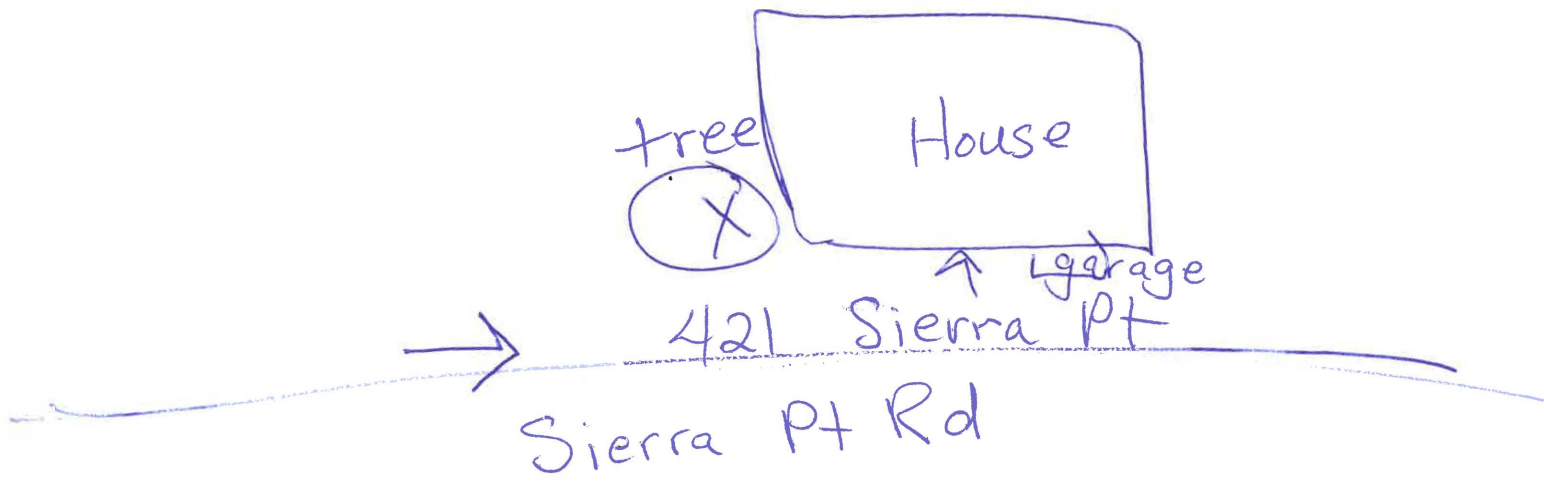 tree
House
X
garage
421 Sierra Pt
Sierra Pt Rd